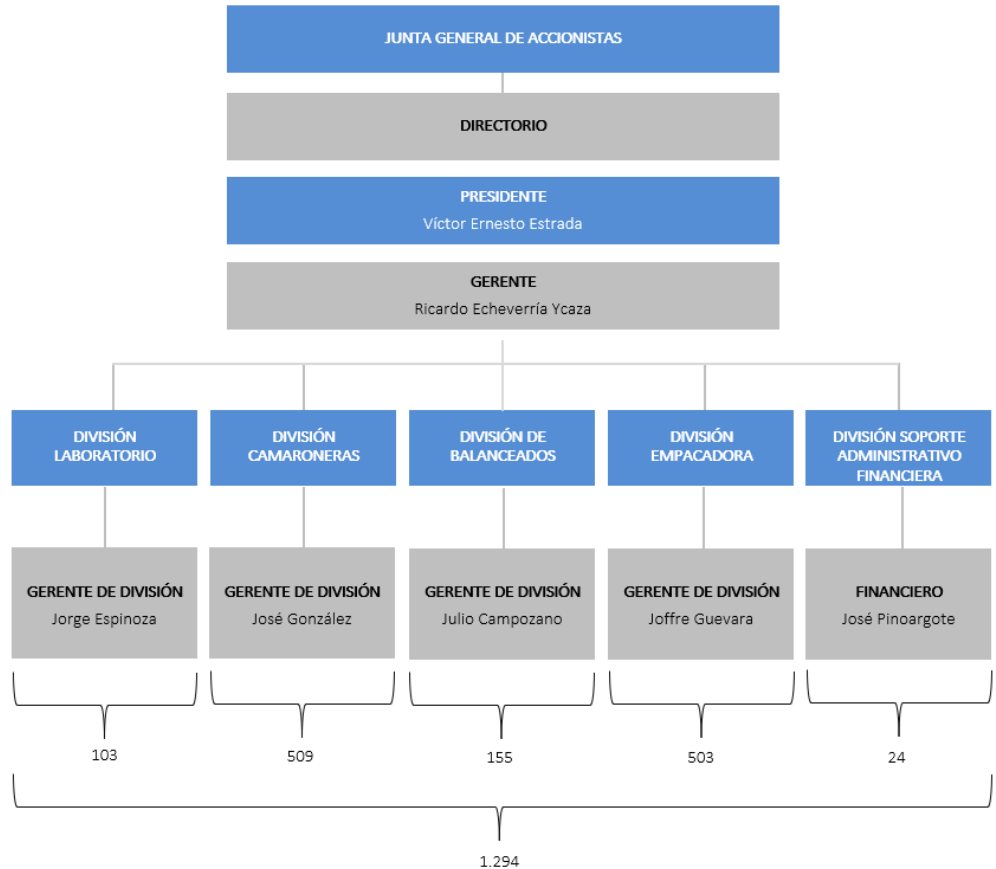 JUNTA GENERAL DE ACCIONISTAS
DIRECTORIO
PRESIDENTE
Víctor Ernesto Estrada
GERENTE
Ricardo Echeverría Ycaza
DIVISIÓN
LABORATORIO
DIVISIÓN
CAMARONERAS
DIVISIÓN DE
BALANCEADOS
DIVISIÓN
EMPACADORA
DIVISIÓN SOPORTE
ADMINISTRATIVO
FINANCIERA
GERENTE DE DIVISIÓN
Jorge Espinoza
GERENTE DE DIVISIÓN
José González
GERENTE DE DIVISIÓN
Julio Campozano
GERENTE DE DIVISIÓN
Joffre Guevara
FINANCIERO
José Pinoargote
103
509
155
503
24
1.294